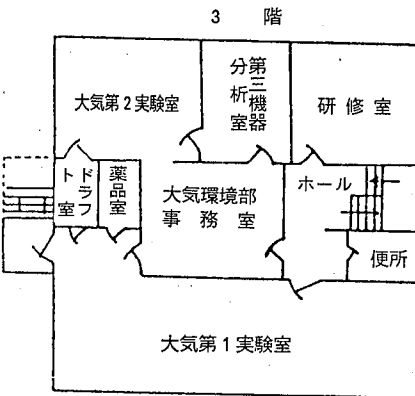 3 階
大気第2実験室
第三機器
分析室
研修室
ドラフ
ト室
薬品室
大気環境部
事務室
ホール
便所
大気第1実験室